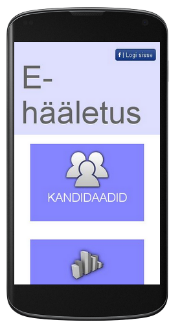 f | Logi sisse
E-
hääletus
KANDIDAADID